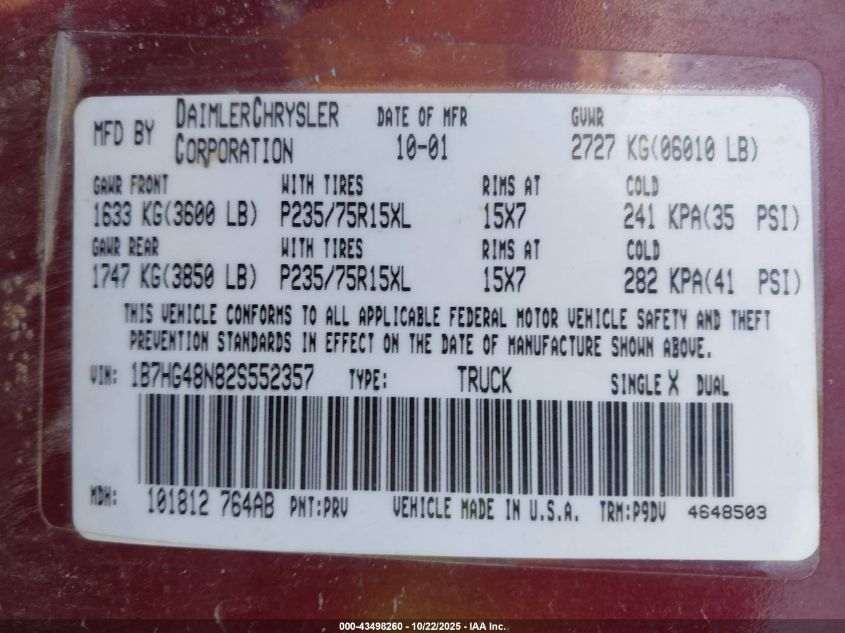 MFD BY DAIMLERCHRYSLER CORPORATION DATE OF MFR 10-01 GVWR 2727 KG(06010 LB)
GAWR FRONT WITH TIRES RIMS AT COLD
1633 KG(3600 LB) P235/75R15XL 15X7 241 KPA(35 PSI)
GAWR REAR WITH TIRES RIMS AT COLD
1747 KG(3850 LB) P235/75R15XL 15X7 282 KPA(41 PSI)
THIS VEHICLE CONFORMS TO ALL APPLICABLE FEDERAL MOTOR VEHICLE SAFETY AND THEFT
PREVENTION STANDARDS IN EFFECT ON THE DATE OF MANUFACTURE SHOWN ABOVE.
VIN: 1B7HG48N82S552357 TYPE: TRUCK SINGLE X DUAL
MDH: 101812 764AB PNT:PRV VEHICLE MADE IN U.S.A. TRM:P9DV 4648503
000-43498260 - 10/22/2025 - IAA Inc.